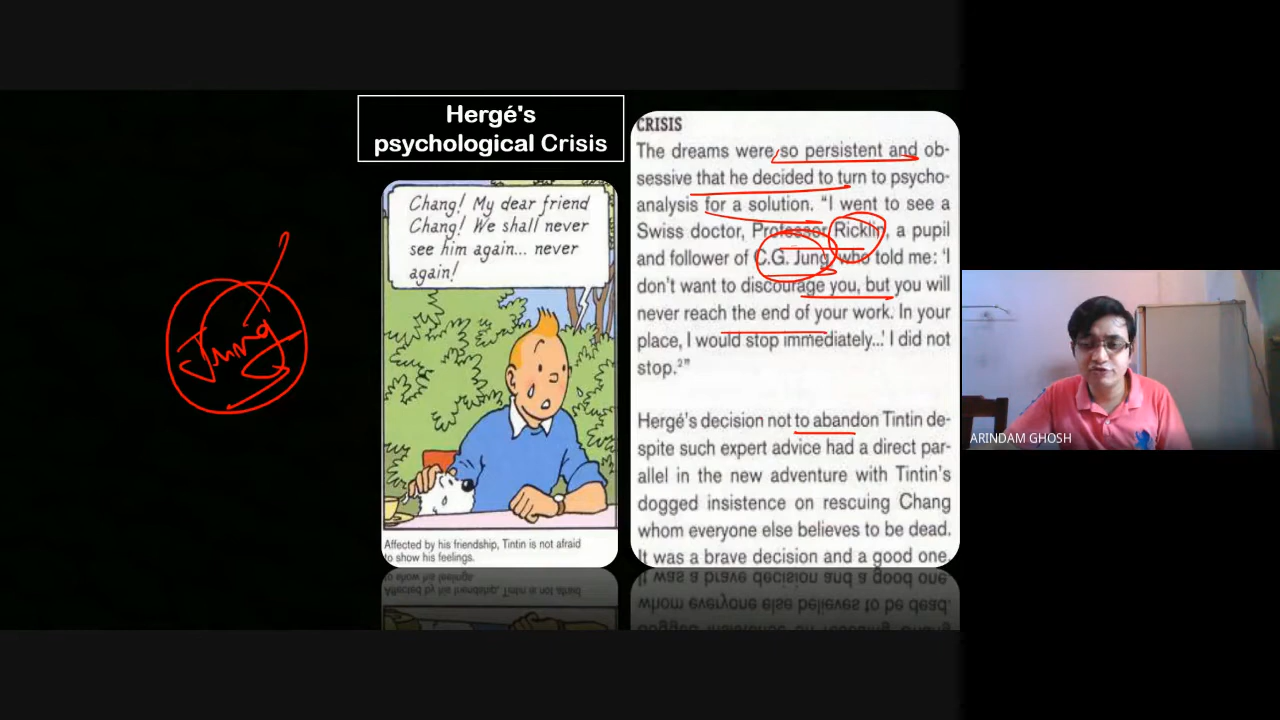 Hergé's
psychological Crisis
Chang! My dear friend
Chang! We shall never
see him again... never
again!
Affected by his friendship, Tintin is not afraid
to show his feelings.
CRISIS
The dreams were so persistent and ob-
sessive that he decided to turn to psycho-
analysis for a solution. “I went to see a
Swiss doctor, Professor Ricklin, a pupil
and follower of C.G. Jung who told me: ‘I
don't want to discourage you, but you will
never reach the end of your work. In your
place, I would stop immediately...’ I did not
stop.²”
Hergé's decision not to abandon Tintin de-
spite such expert advice had a direct par-
allel in the new adventure with Tintin's
dogged insistence on rescuing Chang
whom everyone else believes to be dead.
It was a brave decision and a good one.
Jung
ARINDAM GHOSH